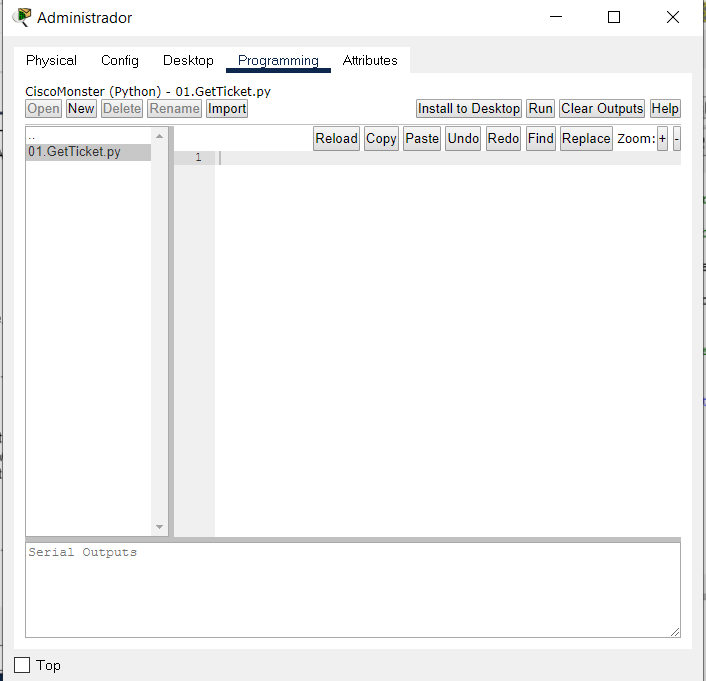 Administrador
Physical Config Desktop Programming Attributes
CiscoMonster (Python) - 01.GetTicket.py
Open New Delete Rename Import Install to Desktop Run Clear Outputs Help
..
Reload Copy Paste Undo Redo Find Replace Zoom: + -
01.GetTicket.py
1
Serial Outputs
Top